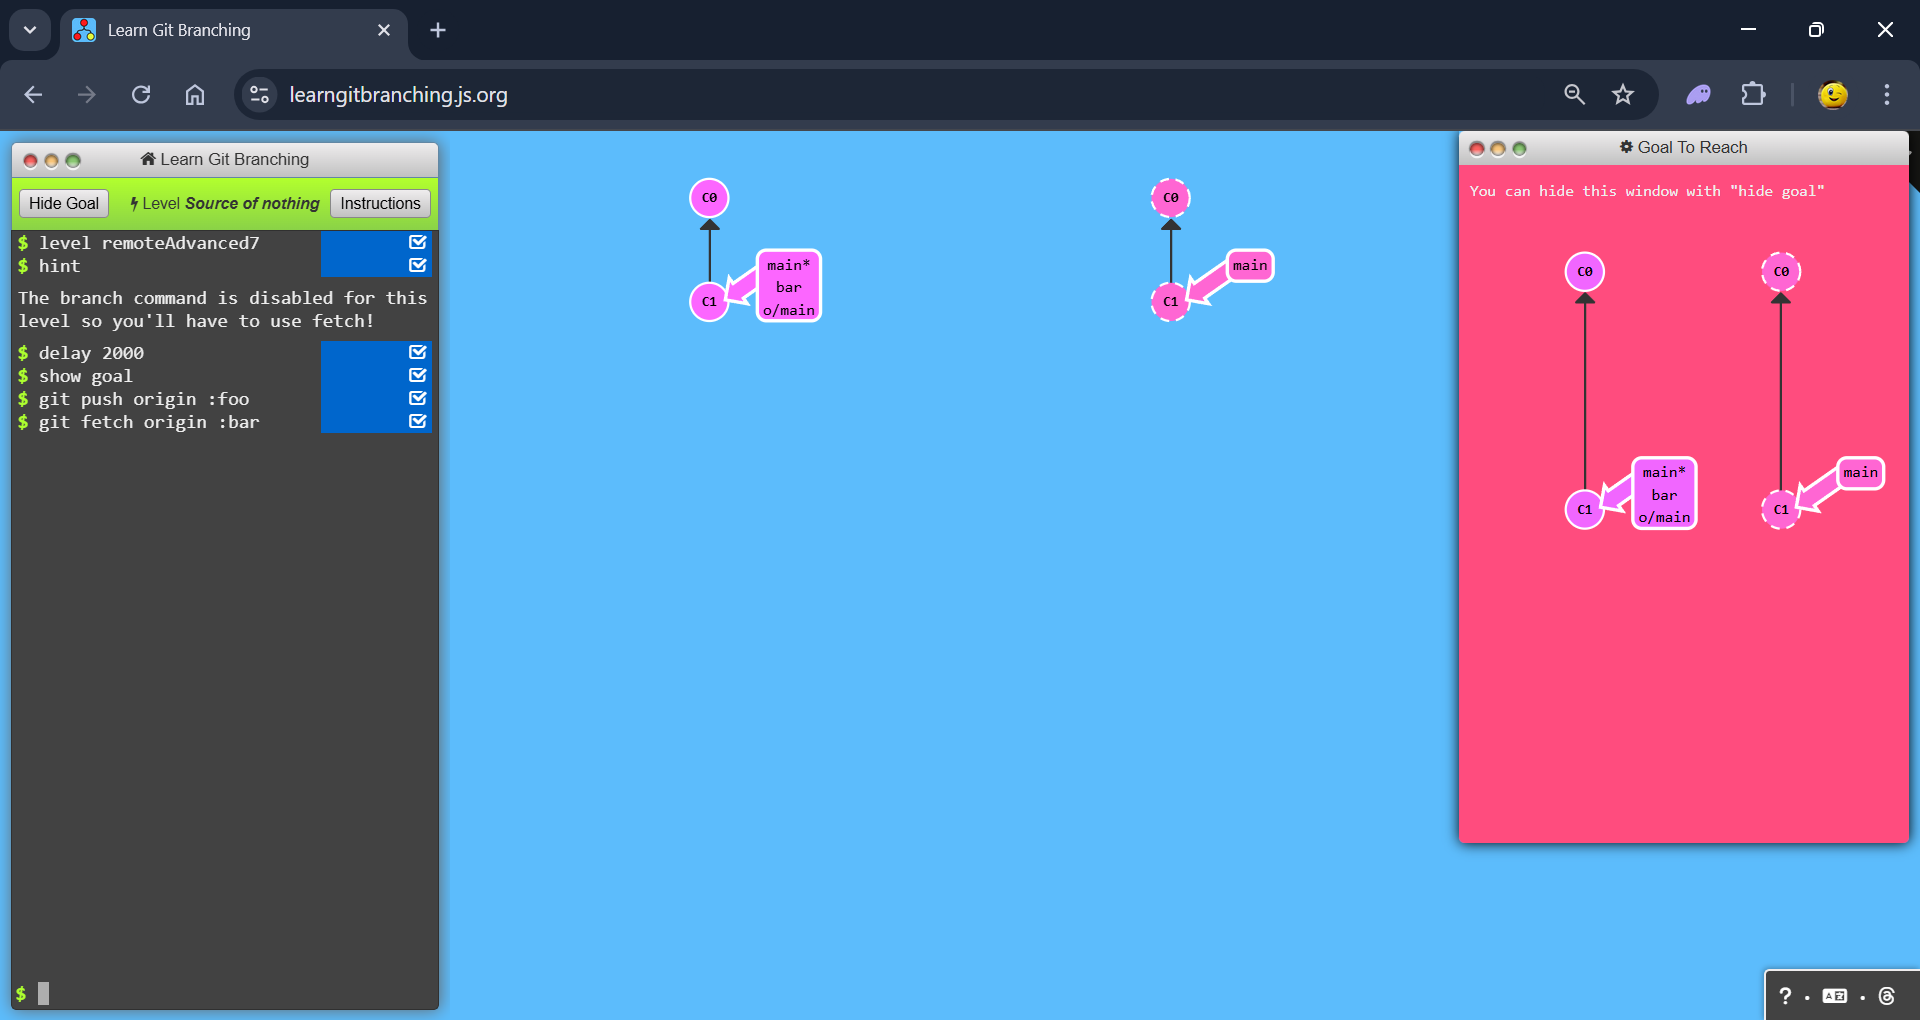 Learn Git Branching
learngitbranching.js.org
Learn Git Branching
Hide Goal
Level Source of nothing
Instructions
$ level remoteAdvanced7
$ hint
The branch command is disabled for this
level so you'll have to use fetch!
$ delay 2000
$ show goal
$ git push origin :foo
$ git fetch origin :bar
$
C0
main*
bar
o/main
C1
C0
main
C1
Goal To Reach
You can hide this window with "hide goal"
C0
C0
main*
bar
o/main
C1
main
C1
?